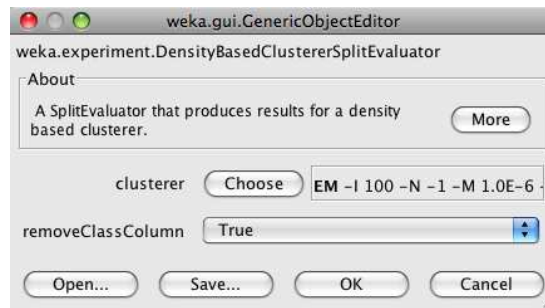 weka.gui.GenericObjectEditor
weka.experiment.DensityBasedClustererSplitEvaluator
About
A SplitEvaluator that produces results for a density
based clusterer.
More
clusterer Choose EM -I 100 -N -1 -M 1.0E-6 -
removeClassColumn True
Open... Save... OK Cancel